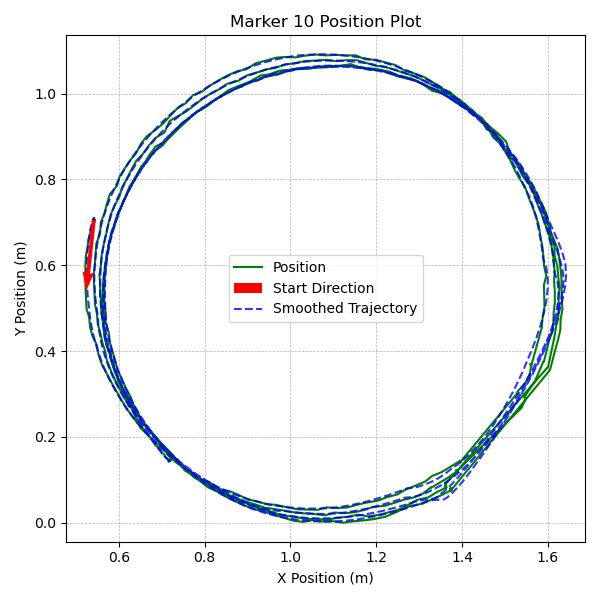 Marker 10 Position Plot
Y Position (m)
1.0
0.8
0.6
0.4
0.2
0.0
Position
Start Direction
Smoothed Trajectory
0.6
0.8
1.0
1.2
1.4
1.6
X Position (m)